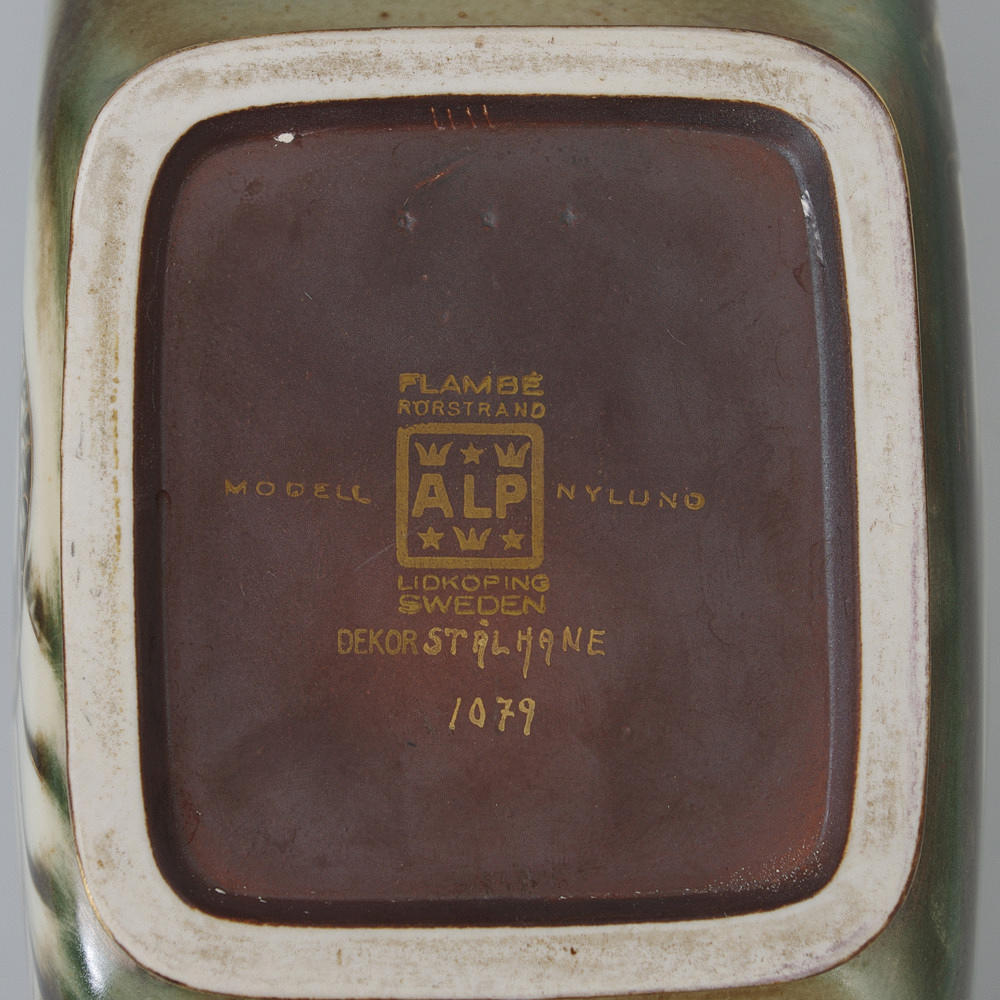 FLAMBÉ
RÖRSTRAND
MODELL ALP NYLUND
LIDKÖPING
SWEDEN
DEKOR STÅLHANE
1079